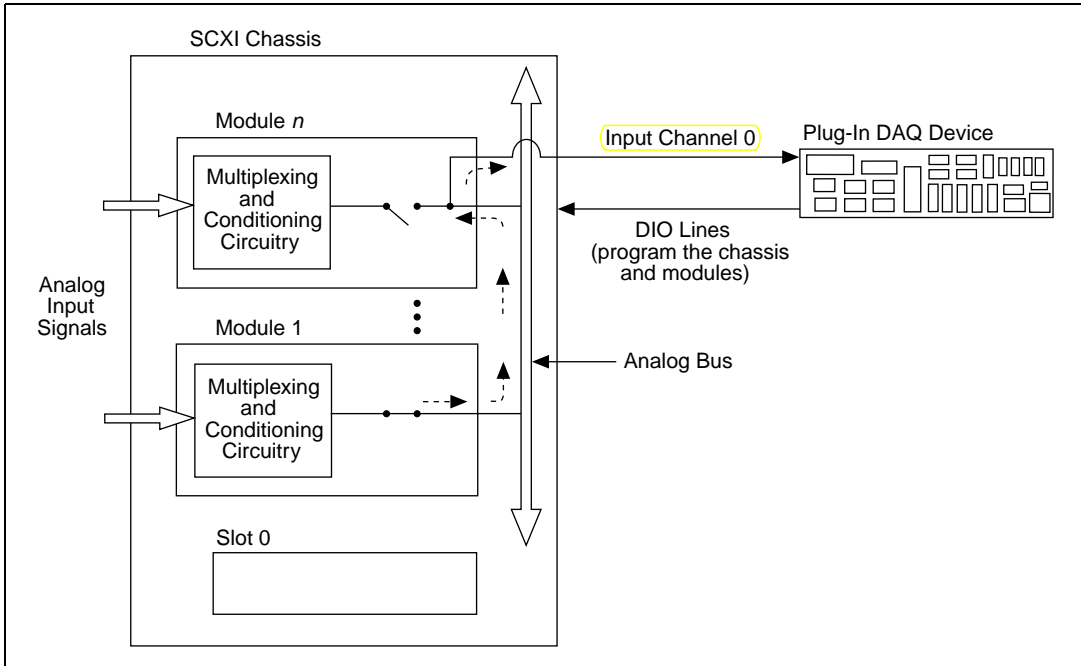 SCXI Chassis
Module n
Multiplexing
and
Conditioning
Circuitry
Input Channel 0
Plug-In DAQ Device
DIO Lines
(program the chassis
and modules)
Analog
Input
Signals
Module 1
Multiplexing
and
Conditioning
Circuitry
Analog Bus
Slot 0